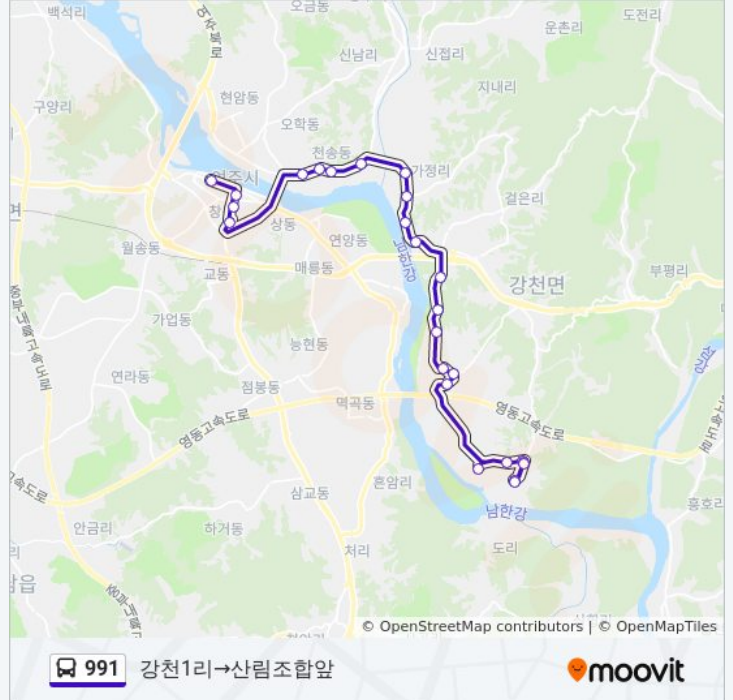 백석리
오금동
도전리
운촌리
신남리
신접리
지내리
구양리
현암동
오학동
천송동
가정리
걸은리
여주시
상동
연양동
월송동
교동
매룡동
남한강
강천면
부평리
가업동
능현동
연라동
점봉동
멱곡동
영동고속도로
영동고속도로
섬강
삼교동
흔암리
남한강
흥호리
안금리
하거동
처리
도리
© OpenStreetMap contributors | © OpenMapTiles
991 강천1리→산림조합앞
moovit